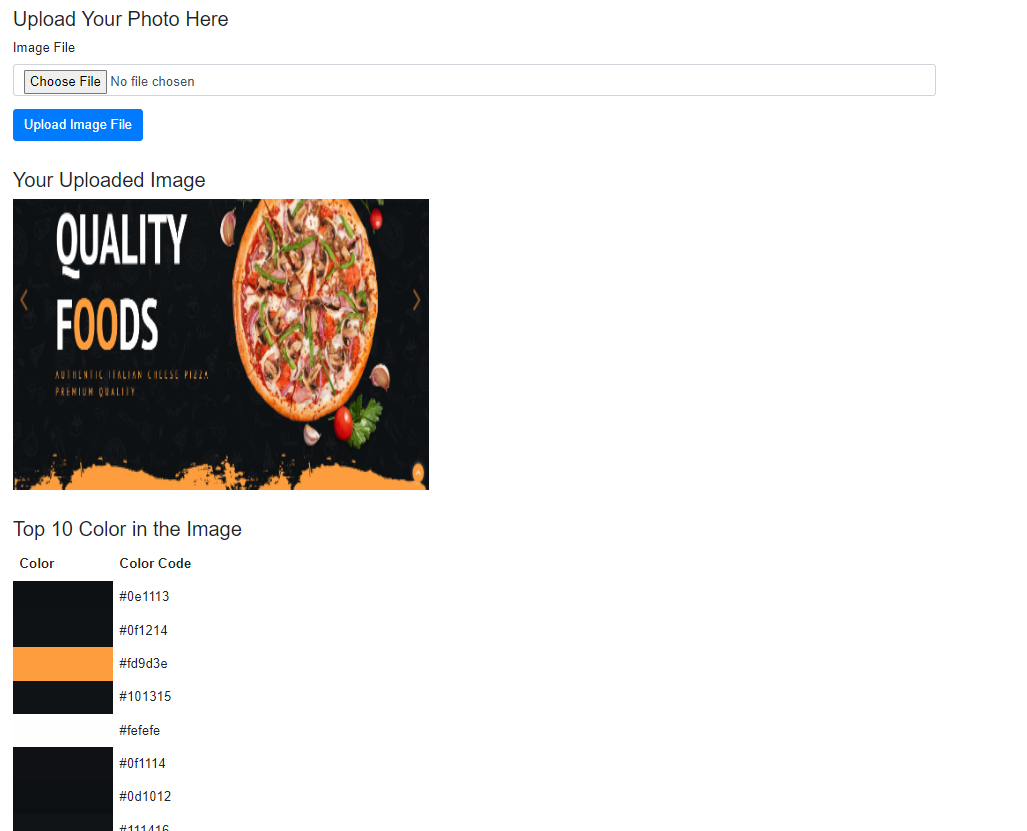 Upload Your Photo Here
Image File
Choose File No file chosen
Upload Image File
Your Uploaded Image
QUALITY
FOODS
AUTHENTIC ITALIAN CHEESE PIZZA
PREMIUM QUALITY
Top 10 Color in the Image
Color Color Code
#0e1113
#0f1214
#fd9d3e
#101315
#fefefe
#0f1114
#0d1012
#111416